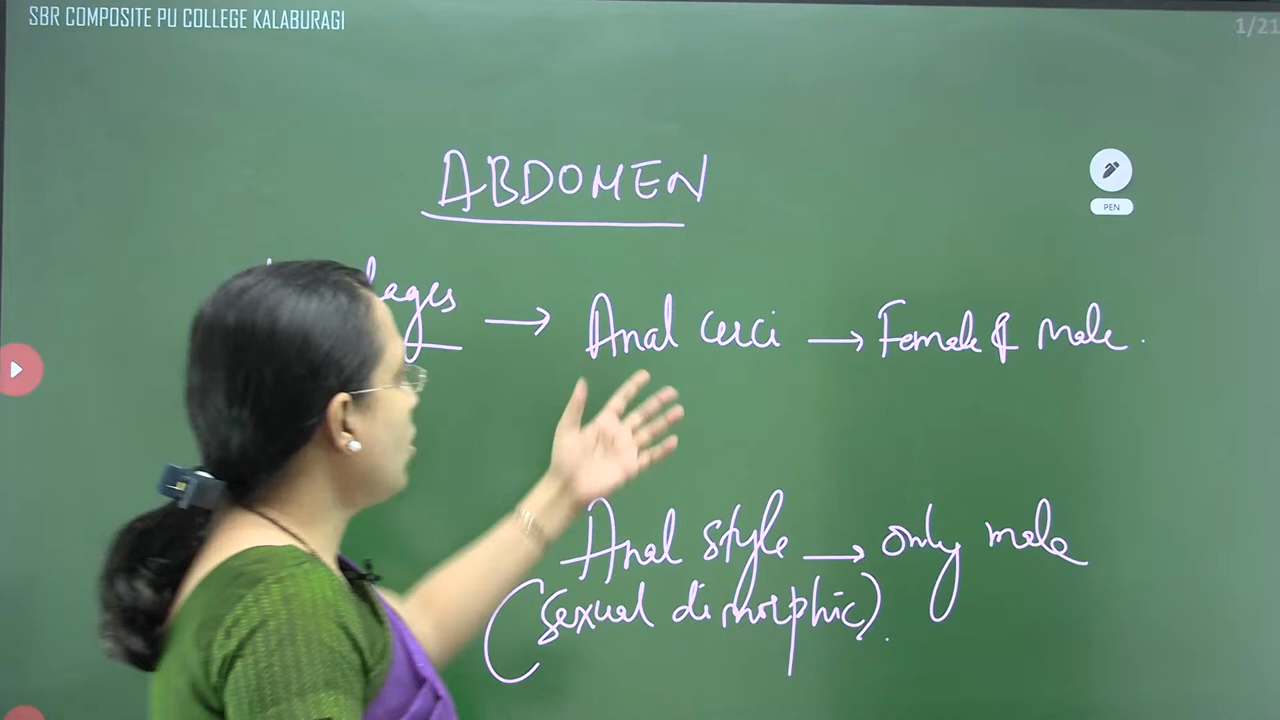 SBR COMPOSITE PU COLLEGE KALABURAGI
1/21
ABDOMEN
PEN
→ Anal cerci → Female & Male.
Anal style → only male
(sexual dimorphic).